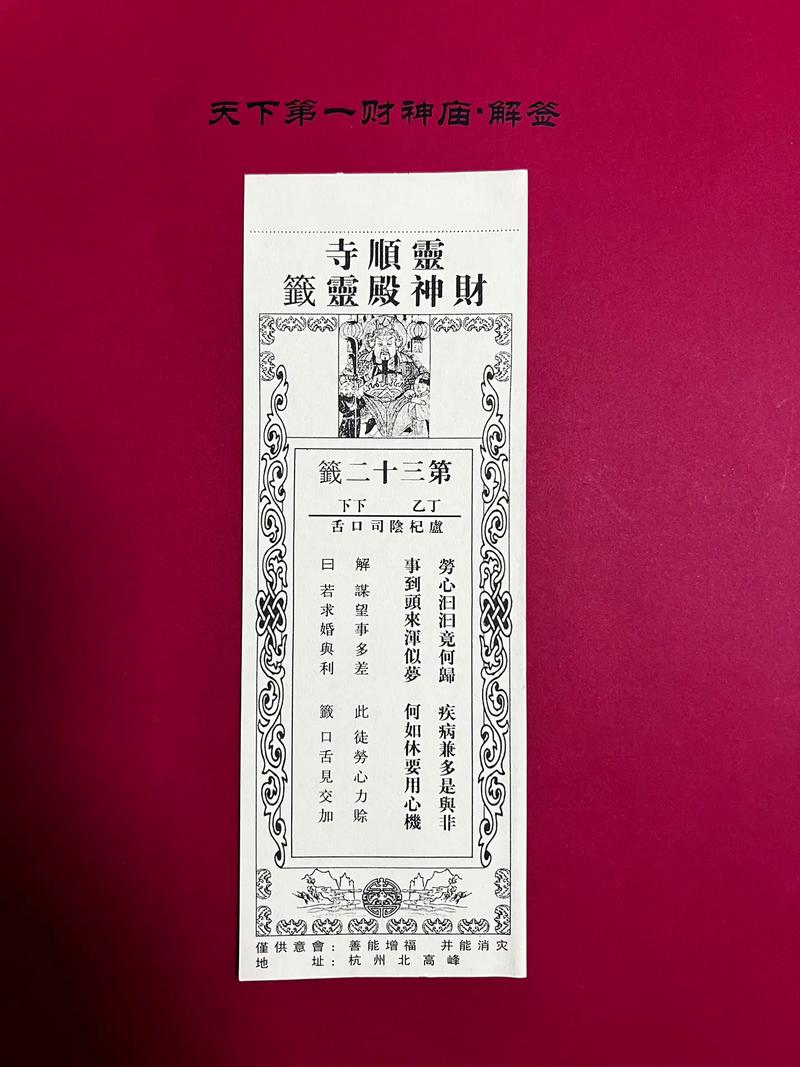 天下第一财神庙·解签
靈順寺
財神殿靈籤
第三十二籤
丁乙 下下
盧杞陰司口舌
勞心汩汩竟何歸 疾病兼多是與非
事到頭來渾似夢 何如休要用心機
解 謀望事多差 此 徒勞心力賒
曰 若求婚與利 籤 口舌見交加
僅供意會：善能增福 并能消灾
地 址：杭州北高峰